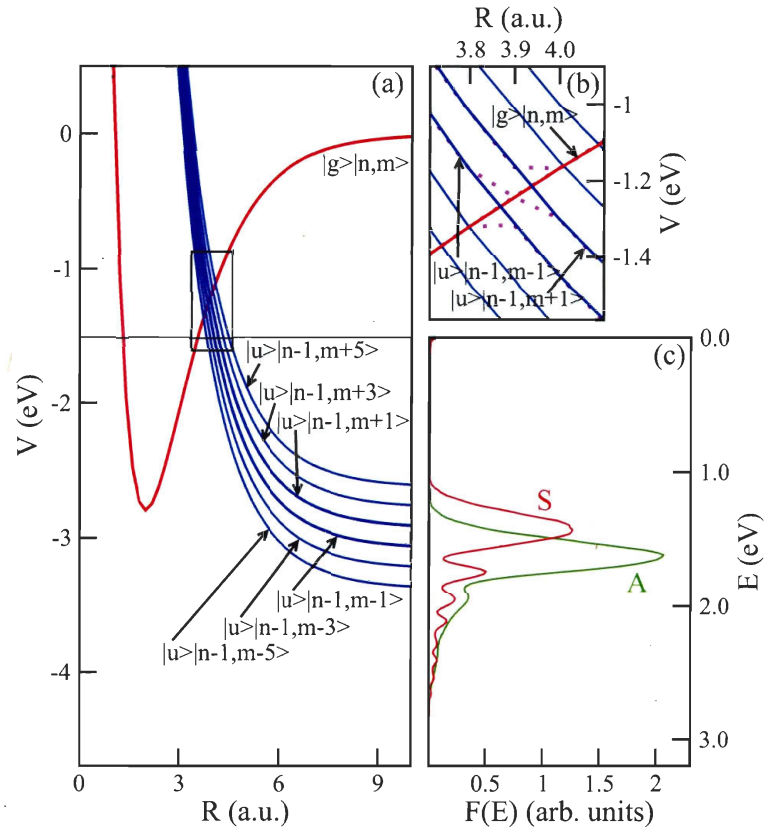 (a)
0
-1
-2
-3
-4
V (eV)
0
3
6
9
R (a.u.)
|g>|n,m>
|u>|n-1,m+5>
|u>|n-1,m+3>
|u>|n-1,m+1>
|u>|n-1,m-1>
|u>|n-1,m-3>
|u>|n-1,m-5>
R (a.u.)
3.8 3.9 4.0
(b)
|g>|n,m>
-1
-1.2
-1.4
V (eV)
|u>|n-1,m-1>
|u>|n-1,m+1>
(c)
0.0
1.0
2.0
3.0
E (eV)
S
A
0.5 1 1.5 2
F(E) (arb. units)